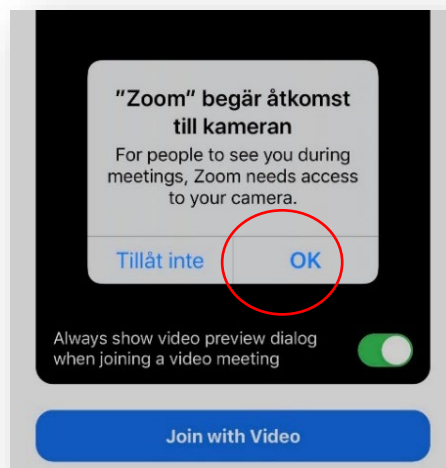 "Zoom" begär åtkomst
till kameran
For people to see you during
meetings, Zoom needs access
to your camera.
Tillåt inte
OK
Always show video preview dialog
when joining a video meeting
Join with Video